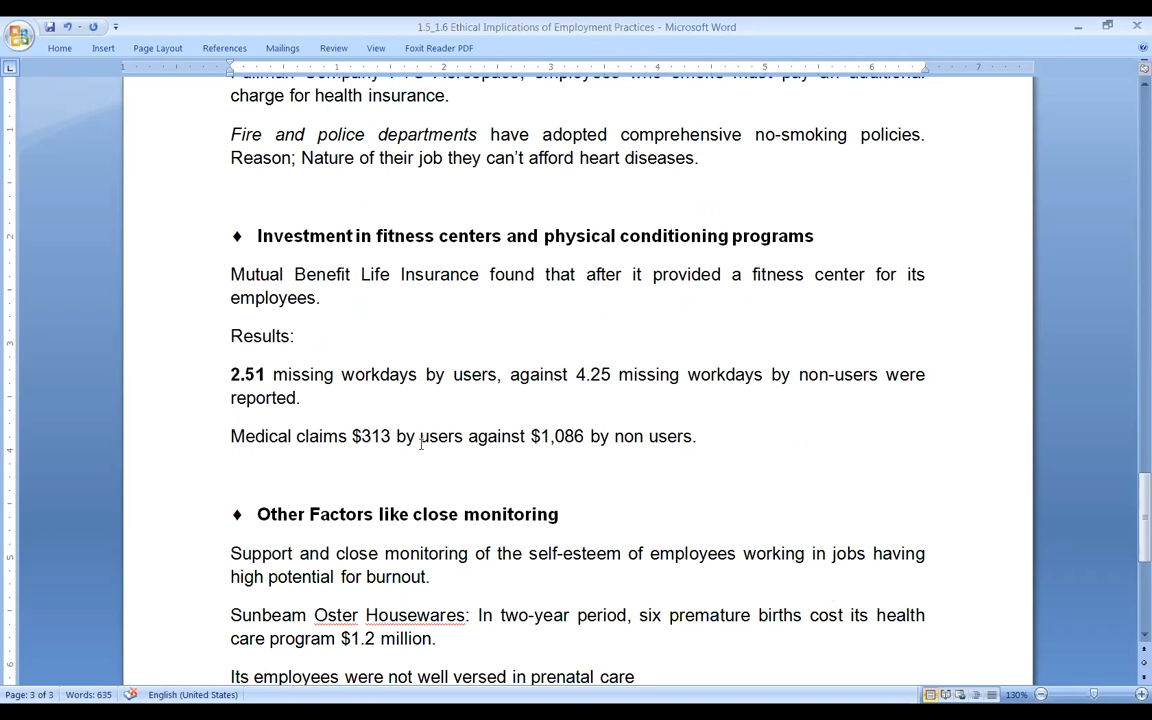 1.5_1.6 Ethical Implications of Employment Practices - Microsoft Word
Home Insert Page Layout References Mailings Review View Foxit Reader PDF
1 1 2 3 4 5 6 7
charge for health insurance.
Fire and police departments have adopted comprehensive no-smoking policies.
Reason; Nature of their job they can’t afford heart diseases.
♦ Investment in fitness centers and physical conditioning programs
Mutual Benefit Life Insurance found that after it provided a fitness center for its
employees.
Results:
2.51 missing workdays by users, against 4.25 missing workdays by non-users were
reported.
Medical claims $313 by users against $1,086 by non users.
♦ Other Factors like close monitoring
Support and close monitoring of the self-esteem of employees working in jobs having
high potential for burnout.
Sunbeam Oster Housewares: In two-year period, six premature births cost its health
care program $1.2 million.
Its employees were not well versed in prenatal care
Page: 3 of 3 Words: 635 English (United States) 130%